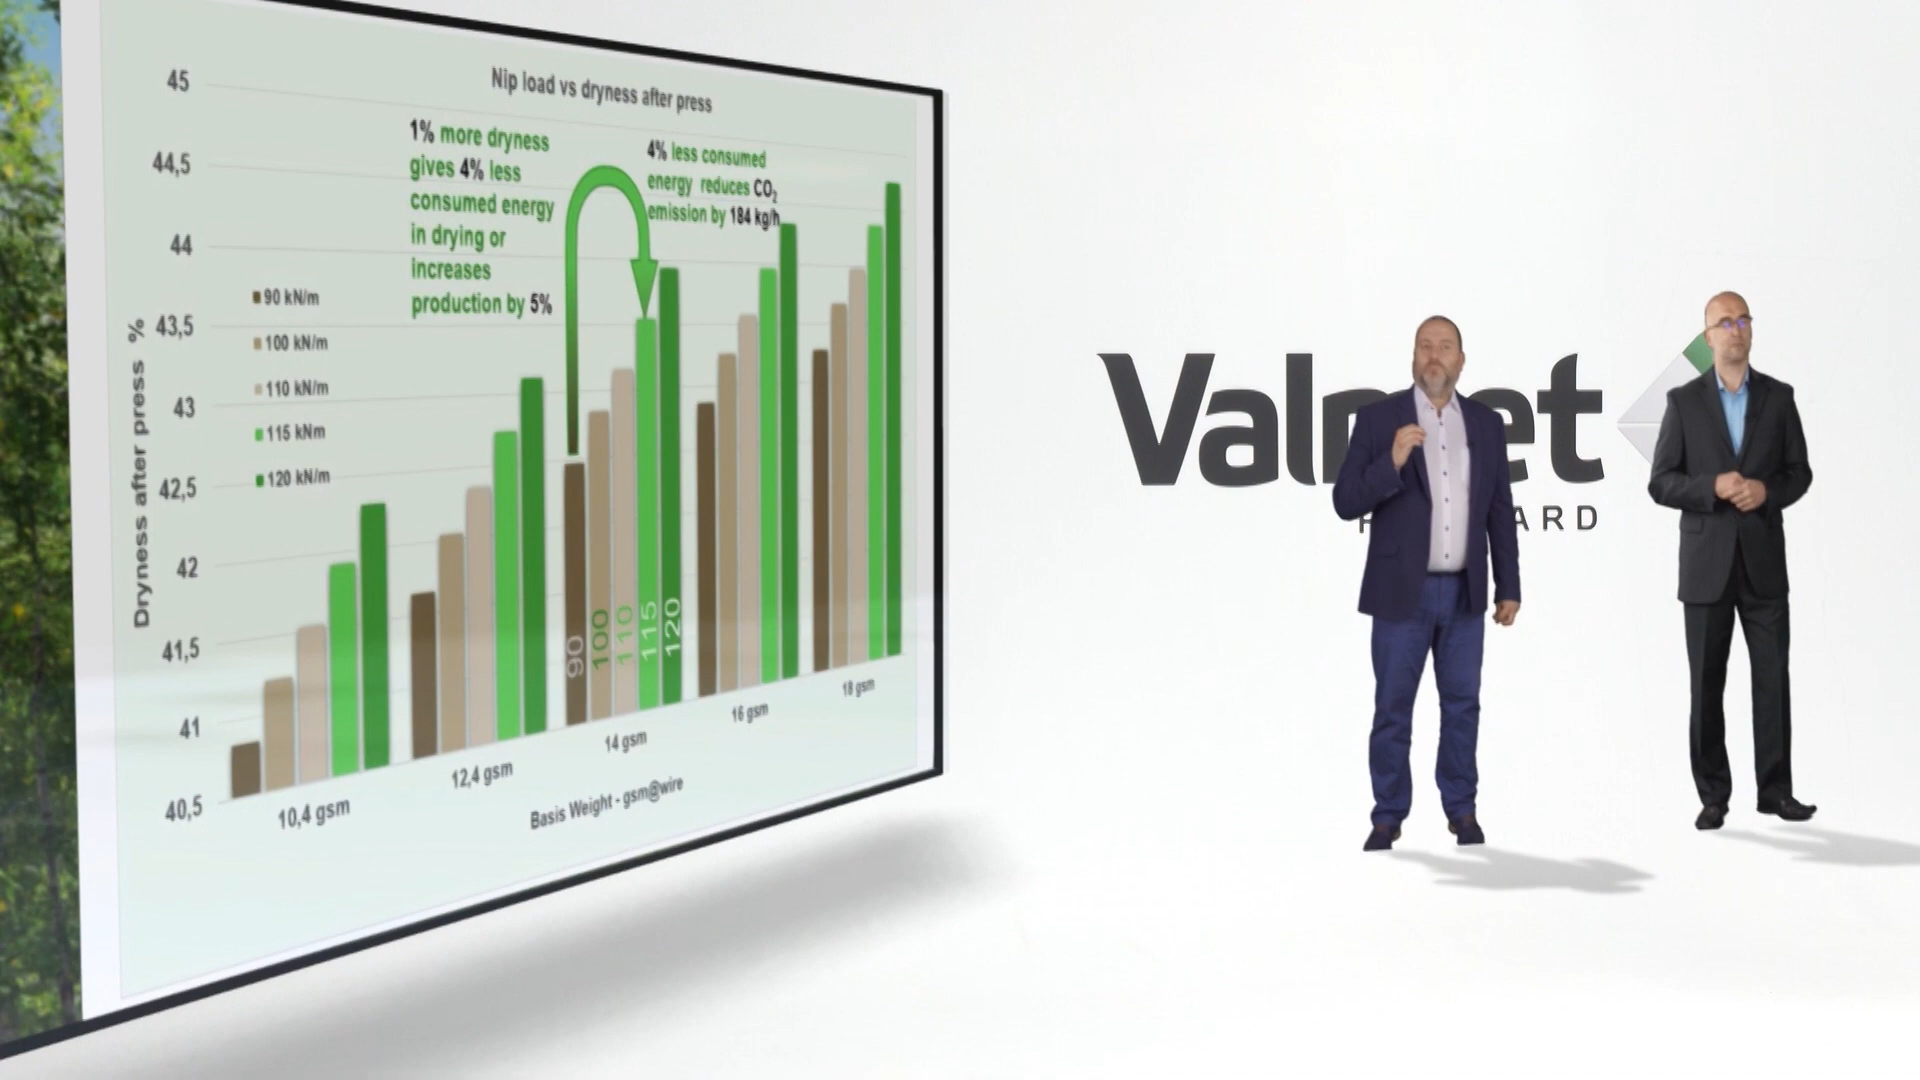 Nip load vs dryness after press
45
44,5
44
43,5
43
42,5
42
41,5
41
40,5
Dryness after press %
1% more dryness
gives 4% less
consumed energy
in drying or
increases
production by 5%
4% less consumed
energy reduces CO2
emission by 184 kg/h
90 kN/m
100 kN/m
110 kN/m
115 kNm
120 kN/m
90
100
110
115
120
10,4 gsm
12,4 gsm
14 gsm
16 gsm
18 gsm
Basis Weight - gsm@wire
Valmet
ARD